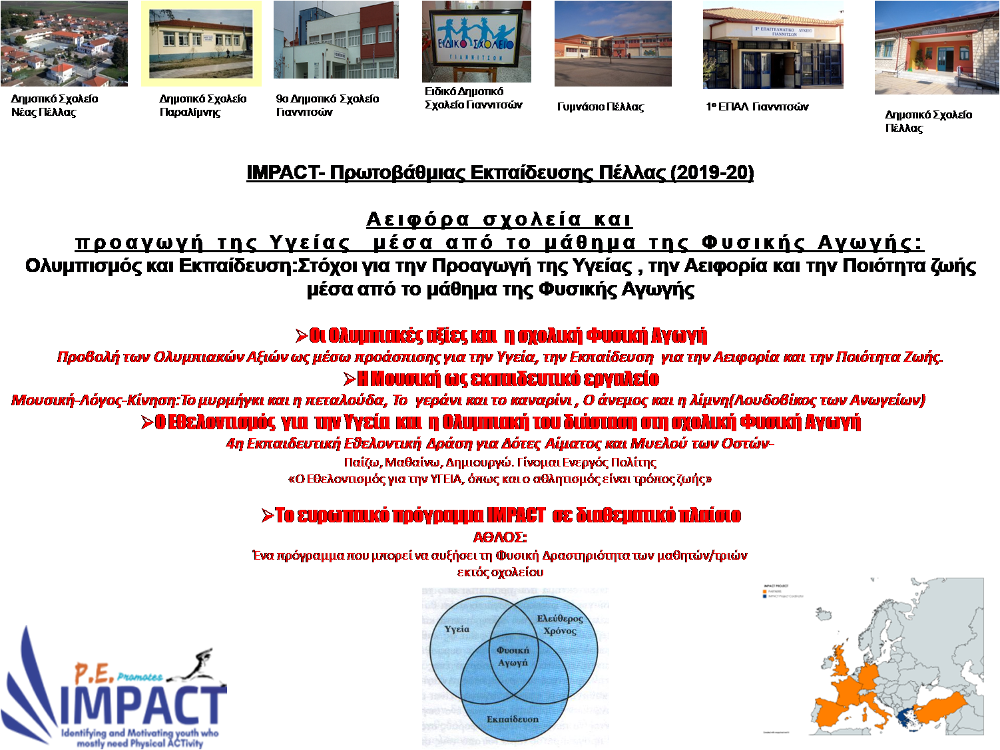 ΕΙΔΙΚΟ ΣΧΟΛΕΙΟ
ΓΙΑΝΝΙΤΣΩΝ
1º ΕΠΑΓΓΕΛΜΑΤΙΚΟ ΛΥΚΕΙΟ
ΓΙΑΝΝΙΤΣΩΝ
Δημοτικό Σχολείο
Νέας Πέλλας
Δημοτικό Σχολείο
Παραλίμνης
9ο Δημοτικό Σχολείο
Γιαννιτσών
Ειδικό Δημοτικό
Σχολείο Γιαννιτσών
Γυμνάσιο Πέλλας
1º ΕΠΑΛ Γιαννιτσών
Δημοτικό Σχολείο
Πέλλας
IMPACT- Πρωτοβάθμιας Εκπαίδευσης Πέλλας (2019-20)
Αειφόρα σχολεία και
προαγωγή της Υγείας μέσα από το μάθημα της Φυσικής Αγωγής:
Ολυμπισμός και Εκπαίδευση:Στόχοι για την Προαγωγή της Υγείας , την Αειφορία και την Ποιότητα ζωής
μέσα από το μάθημα της Φυσικής Αγωγής
➢Οι Ολυμπιακές αξίες και η σχολική Φυσική Αγωγή
Προβολή των Ολυμπιακών Αξιών ως μέσω προάσπισης για την Υγεία, την Εκπαίδευση για την Αειφορία και την Ποιότητα Ζωής.
➢Η Μουσική ως εκπαιδευτικό εργαλείο
Μουσική-Λόγος-Κίνηση:Το μυρμήγκι και η πεταλούδα, Το γεράνι και το καναρίνι , Ο άνεμος και η λίμνη(Λουδοβίκος των Ανωγείων)
➢Ο Εθελοντισμός για την Υγεία και η Ολυμπιακή του διάσταση στη σχολική Φυσική Αγωγή
4η Εκπαιδευτική Εθελοντική Δράση για Δότες Αίματος και Μυελού των Οστών-
Παίζω, Μαθαίνω, Δημιουργώ. Γίνομαι Ενεργός Πολίτης
«Ο Εθελοντισμός για την ΥΓΕΙΑ, όπως και ο αθλητισμός είναι τρόπος ζωής»
➢Το ευρωπαικό πρόγραμμα IMPACT σε διαθεματικό πλαίσιο
ΑΘΛΟΣ:
Ένα πρόγραμμα που μπορεί να αυξήσει τη Φυσική Δραστηριότητα των μαθητών/τριών
εκτός σχολείου
P.E. Promotes
IMPACT
Identifying and Motivating youth who
mostly need Physical ACTivity
Υγεία
Ελεύθερος
Χρόνος
Φυσική
Αγωγή
Εκπαίδευση
IMPACT PROJECT
PARTNERS
IMPACT Project Coordinator